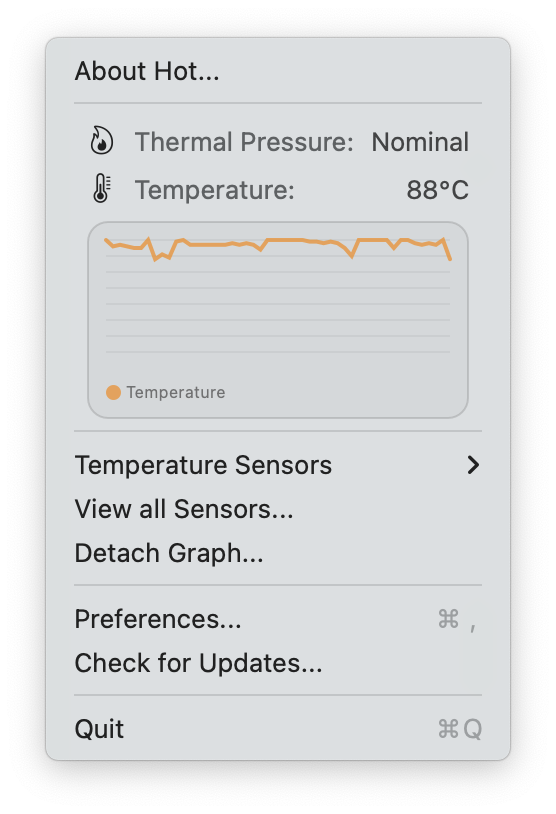 About Hot...
Thermal Pressure: Nominal
Temperature: 88°C
Temperature
Temperature Sensors
View all Sensors...
Detach Graph...
Preferences... ⌘ ,
Check for Updates...
Quit ⌘Q